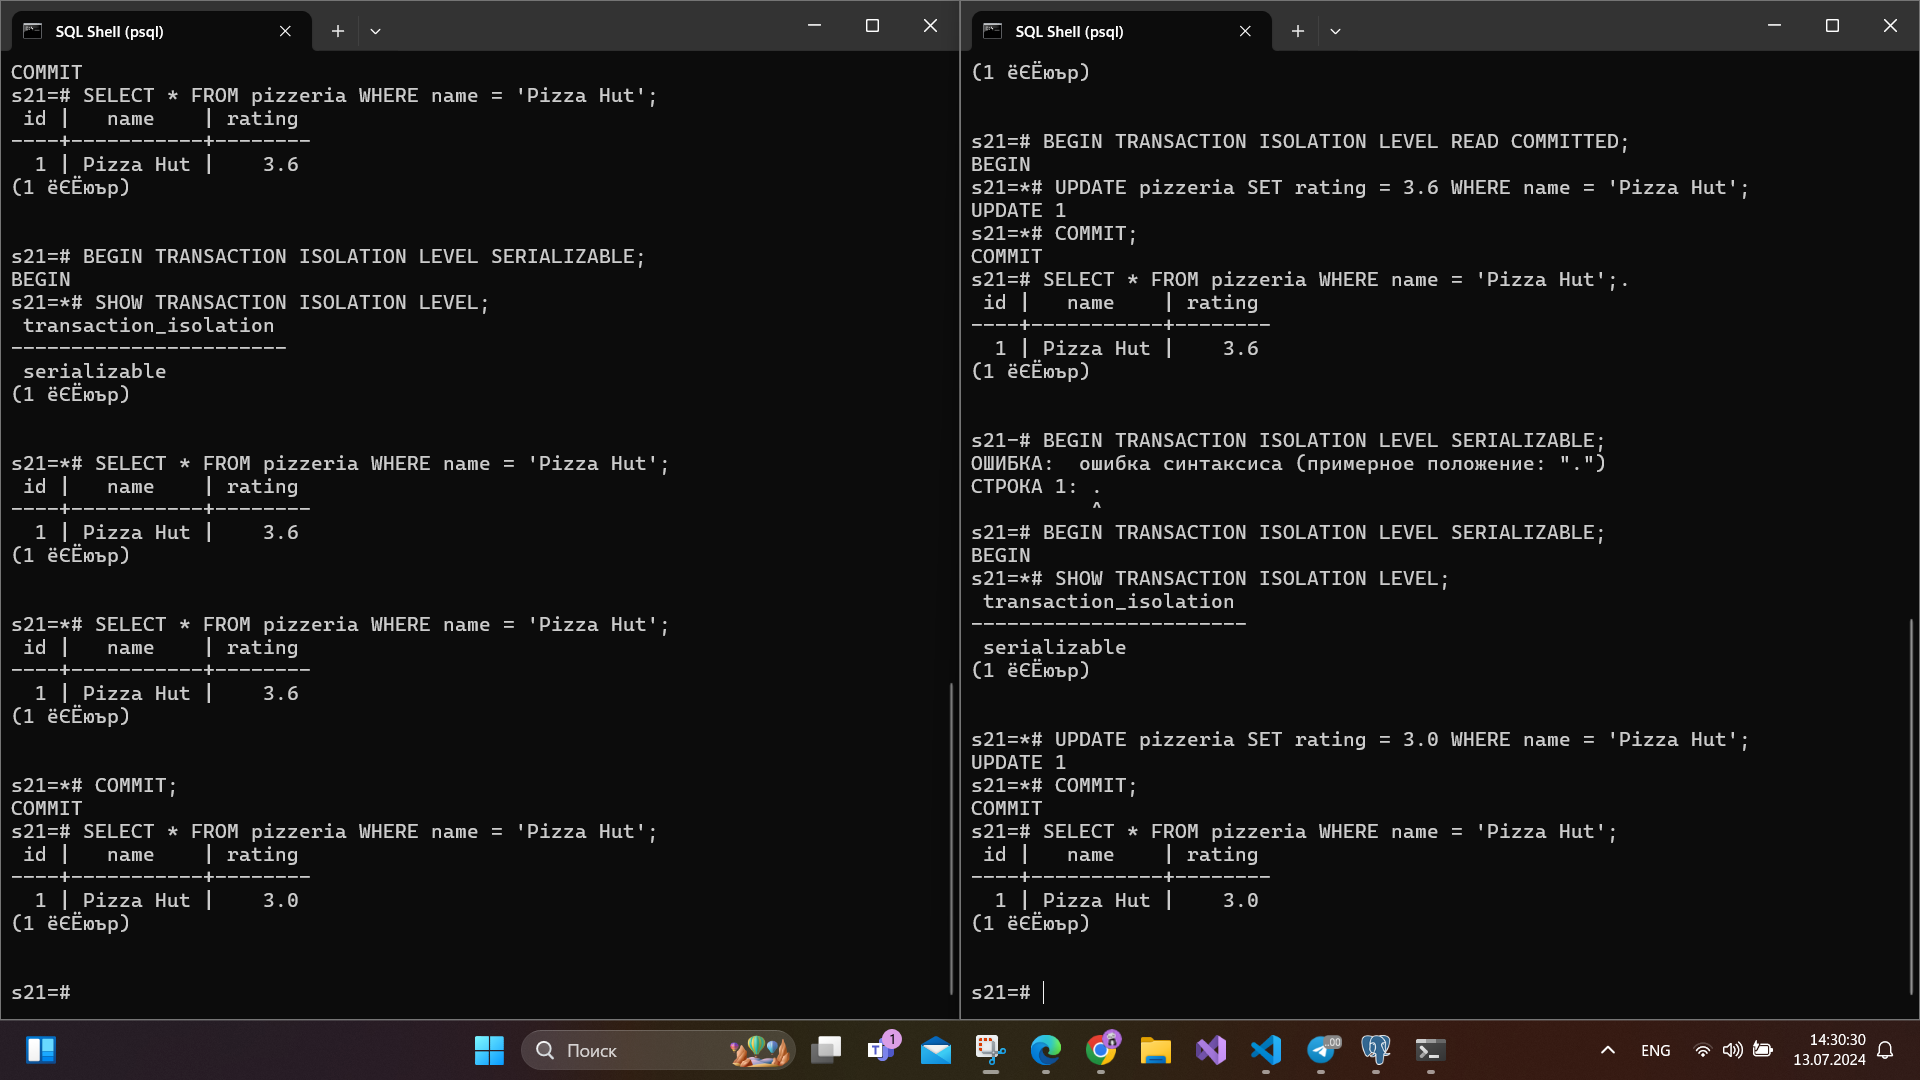 SQL Shell (psql)
COMMIT
s21=# SELECT * FROM pizzeria WHERE name = 'Pizza Hut';
 id |   name    | rating
----+-----------+--------
  1 | Pizza Hut |    3.6
(1 ёЄЁюър)
s21=# BEGIN TRANSACTION ISOLATION LEVEL SERIALIZABLE;
BEGIN
s21=*# SHOW TRANSACTION ISOLATION LEVEL;
 transaction_isolation
-----------------------
 serializable
(1 ёЄЁюър)
s21=*# SELECT * FROM pizzeria WHERE name = 'Pizza Hut';
 id |   name    | rating
----+-----------+--------
  1 | Pizza Hut |    3.6
(1 ёЄЁюър)
s21=*# SELECT * FROM pizzeria WHERE name = 'Pizza Hut';
 id |   name    | rating
----+-----------+--------
  1 | Pizza Hut |    3.6
(1 ёЄЁюър)
s21=*# COMMIT;
COMMIT
s21=# SELECT * FROM pizzeria WHERE name = 'Pizza Hut';
 id |   name    | rating
----+-----------+--------
  1 | Pizza Hut |    3.0
(1 ёЄЁюър)
s21=#
SQL Shell (psql)
(1 ёЄЁюър)
s21=# BEGIN TRANSACTION ISOLATION LEVEL READ COMMITTED;
BEGIN
s21=*# UPDATE pizzeria SET rating = 3.6 WHERE name = 'Pizza Hut';
UPDATE 1
s21=*# COMMIT;
COMMIT
s21=# SELECT * FROM pizzeria WHERE name = 'Pizza Hut';.
 id |   name    | rating
----+-----------+--------
  1 | Pizza Hut |    3.6
(1 ёЄЁюър)
s21-# BEGIN TRANSACTION ISOLATION LEVEL SERIALIZABLE;
ОШИБКА:  ошибка синтаксиса (примерное положение: ".")
СТРОКА 1: .
          ^
s21=# BEGIN TRANSACTION ISOLATION LEVEL SERIALIZABLE;
BEGIN
s21=*# SHOW TRANSACTION ISOLATION LEVEL;
 transaction_isolation
-----------------------
 serializable
(1 ёЄЁюър)
s21=*# UPDATE pizzeria SET rating = 3.0 WHERE name = 'Pizza Hut';
UPDATE 1
s21=*# COMMIT;
COMMIT
s21=# SELECT * FROM pizzeria WHERE name = 'Pizza Hut';
 id |   name    | rating
----+-----------+--------
  1 | Pizza Hut |    3.0
(1 ёЄЁюър)
s21=#
Поиск
1
ENG
14:30:30
13.07.2024